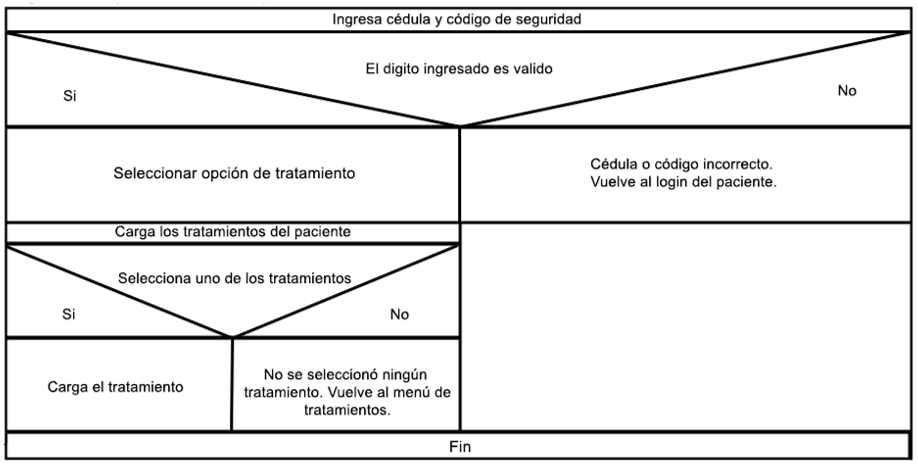 Ingresa cédula y código de seguridad
El digito ingresado es valido
Si
No
Seleccionar opción de tratamiento
Cédula o código incorrecto.
Vuelve al login del paciente.
Carga los tratamientos del paciente
Selecciona uno de los tratamientos
Si
No
Carga el tratamiento
No se seleccionó ningún
tratamiento. Vuelve al menú de
tratamientos.
Fin